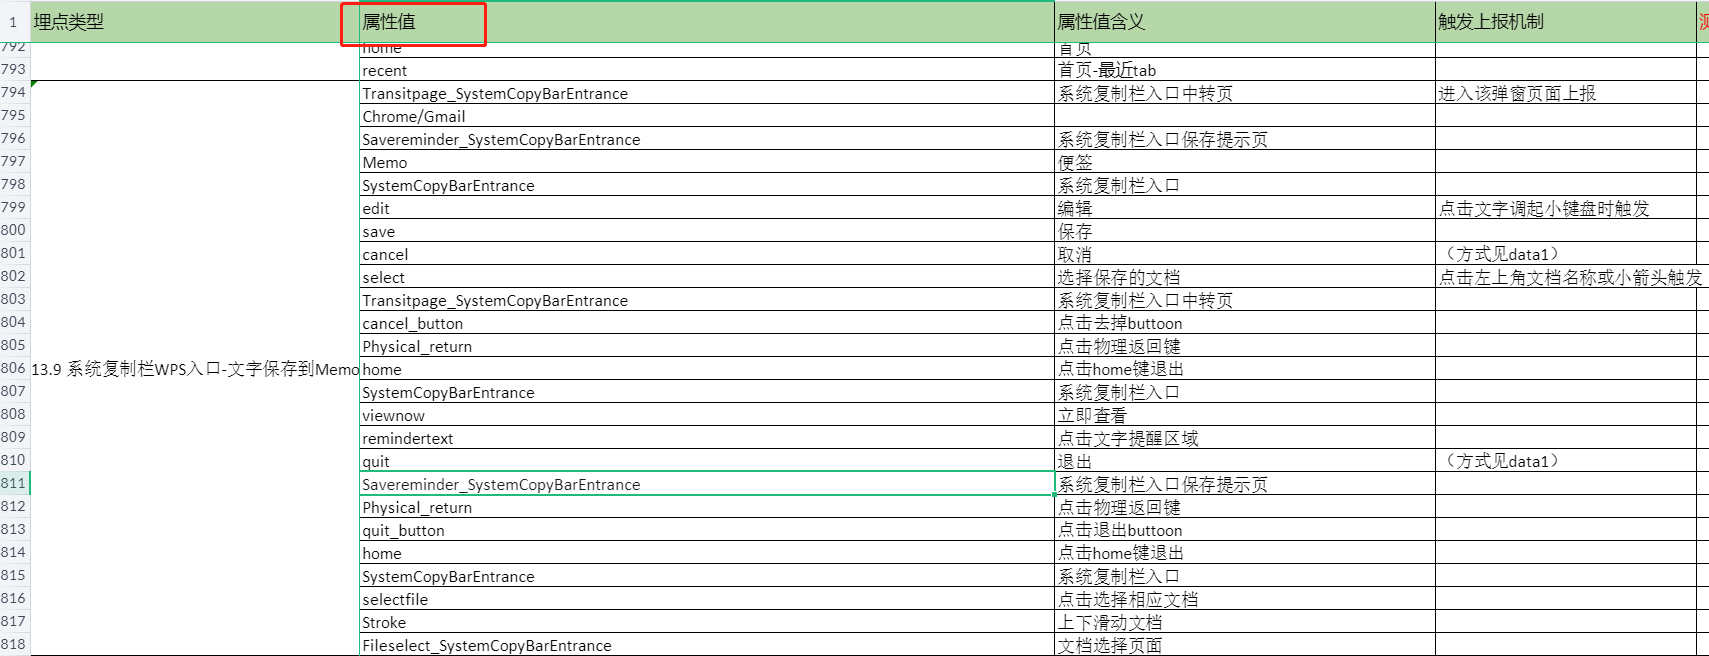 1 埋点类型 属性值 属性值含义 触发上报机制
792 home 首页
793 recent 首页-最近tab
794 Transitpage_SystemCopyBarEntrance 系统复制栏入口中转页 进入该弹窗页面上报
795 Chrome/Gmail
796 Savereminder_SystemCopyBarEntrance 系统复制栏入口保存提示页
797 Memo 便签
798 SystemCopyBarEntrance 系统复制栏入口
799 edit 编辑 点击文字调起小键盘时触发
800 save 保存
801 cancel 取消 （方式见data1）
802 select 选择保存的文档 点击左上角文档名称或小箭头触发
803 Transitpage_SystemCopyBarEntrance 系统复制栏入口中转页
804 cancel_button 点击去掉buttoon
805 Physical_return 点击物理返回键
806 13.9 系统复制栏WPS入口-文字保存到Memo home 点击home键退出
807 SystemCopyBarEntrance 系统复制栏入口
808 viewnow 立即查看
809 remindertext 点击文字提醒区域
810 quit 退出 （方式见data1）
811 Savereminder_SystemCopyBarEntrance 系统复制栏入口保存提示页
812 Physical_return 点击物理返回键
813 quit_button 点击退出buttoon
814 home 点击home键退出
815 SystemCopyBarEntrance 系统复制栏入口
816 selectfile 点击选择相应文档
817 Stroke 上下滑动文档
818 Fileselect_SystemCopyBarEntrance 文档选择页面